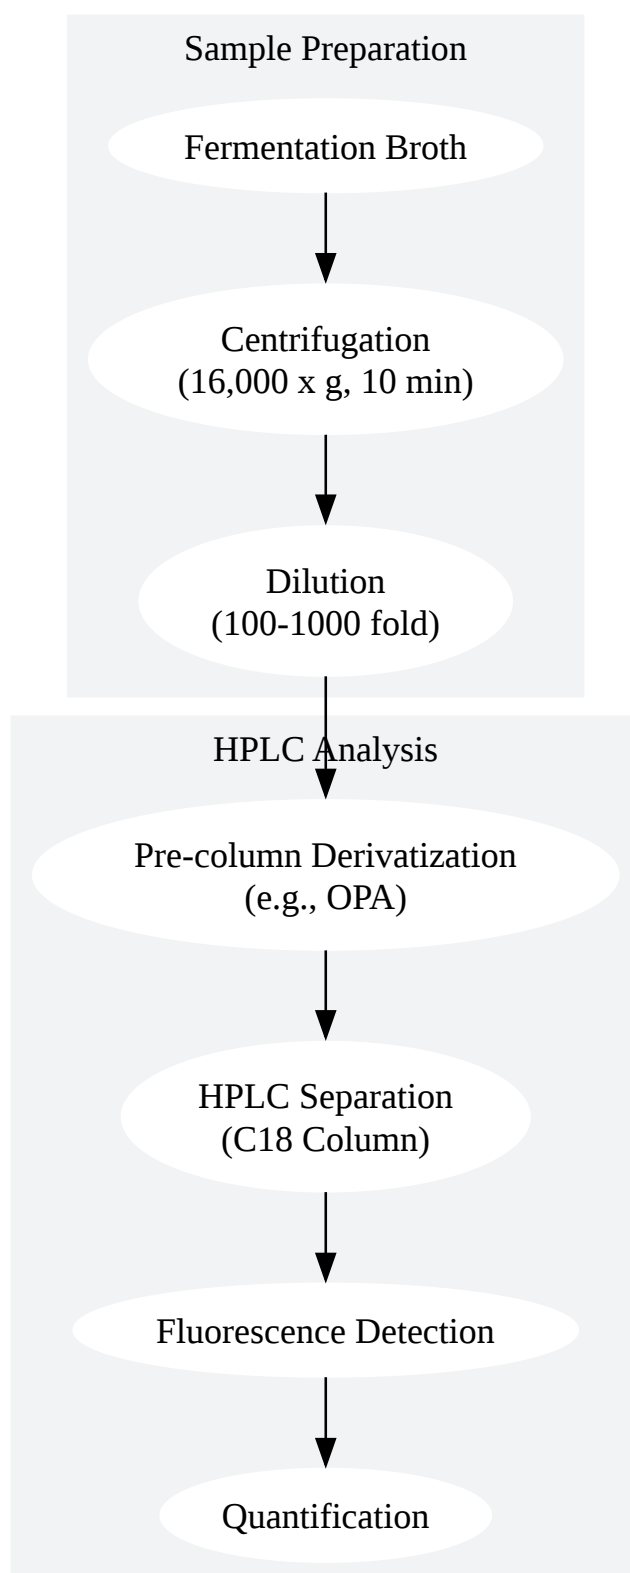 Sample Preparation
Fermentation Broth
Centrifugation
(16,000 x g, 10 min)
Dilution
(100-1000 fold)
HPLC Analysis
Pre-column Derivatization
(e.g., OPA)
HPLC Separation
(C18 Column)
Fluorescence Detection
Quantification